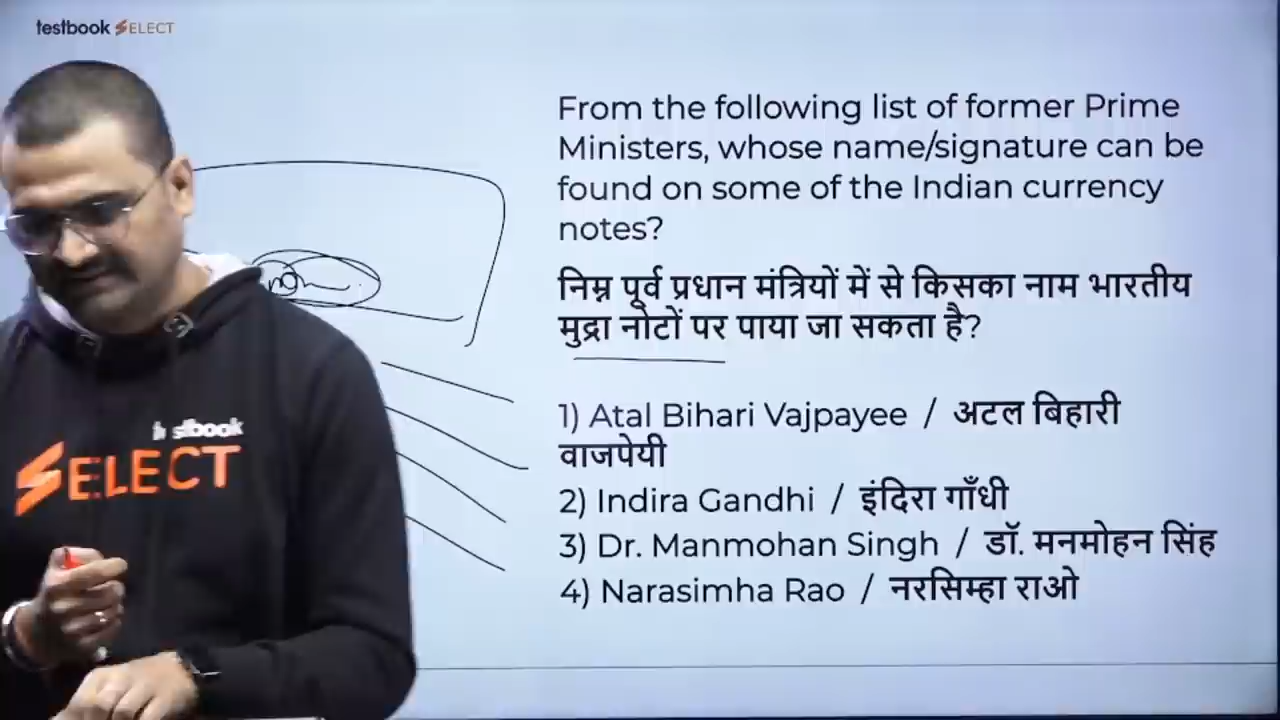 testbook SELECT
From the following list of former Prime
Ministers, whose name/signature can be
found on some of the Indian currency
notes?
निम्न पूर्व प्रधान मंत्रियों में से किसका नाम भारतीय
मुद्रा नोटों पर पाया जा सकता है?
1) Atal Bihari Vajpayee / अटल बिहारी
वाजपेयी
2) Indira Gandhi / इंदिरा गाँधी
3) Dr. Manmohan Singh / डॉ. मनमोहन सिंह
4) Narasimha Rao / नरसिम्हा राओ
testbook
SELECT